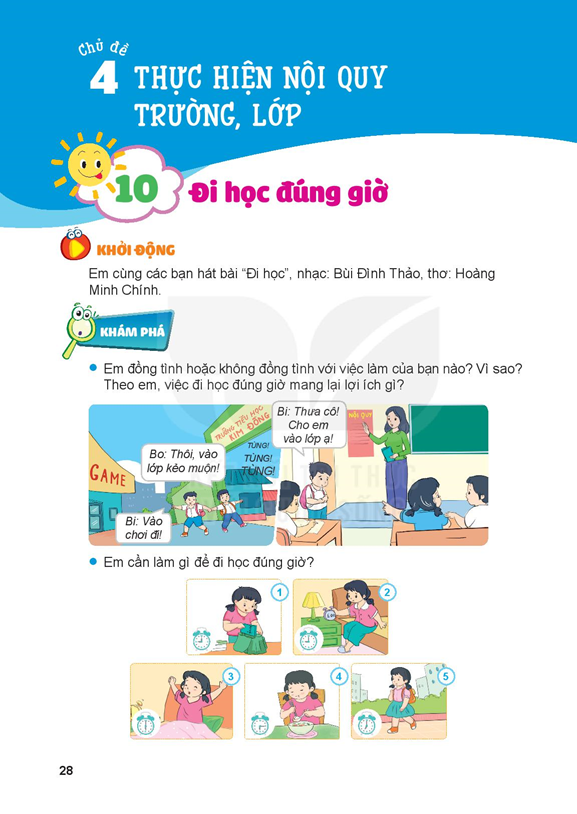 Chủ đề
4 THỰC HIỆN NỘI QUY
TRƯỜNG, LỚP
10 Đi học đúng giờ
KHỞI ĐỘNG
Em cùng các bạn hát bài “Đi học”, nhạc: Bùi Đình Thảo, thơ: Hoàng
Minh Chính.
KHÁM PHÁ
Em đồng tình hoặc không đồng tình với việc làm của bạn nào? Vì sao?
Theo em, việc đi học đúng giờ mang lại lợi ích gì?
GAME
Bo: Thôi, vào
lớp kẻo muộn!
Bi: Vào
chơi đi!
TRƯỜNG TIỂU HỌC
KIM ĐỒNG
TÙNG!
TÙNG!
TÙNG!
Bi: Thưa cô!
Cho em
vào lớp ạ!
NỘI QUY
Em cần làm gì để đi học đúng giờ?
1
2
3
4
5
28